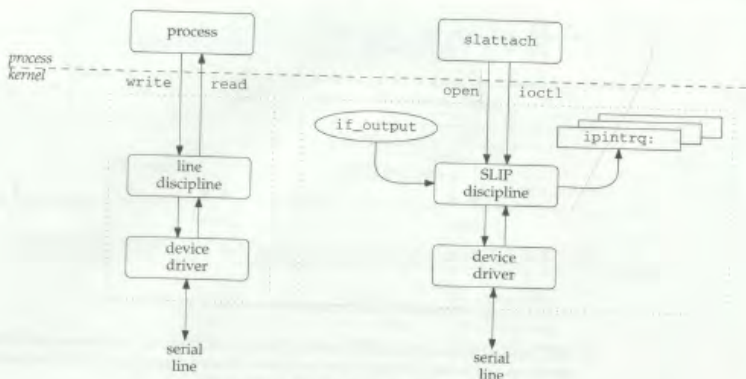 process
slattach
process
kernel
write
read
open
ioctl
if_output
ipintrq:
line
discipline
SLIP
discipline
device
driver
device
driver
serial
line
serial
line